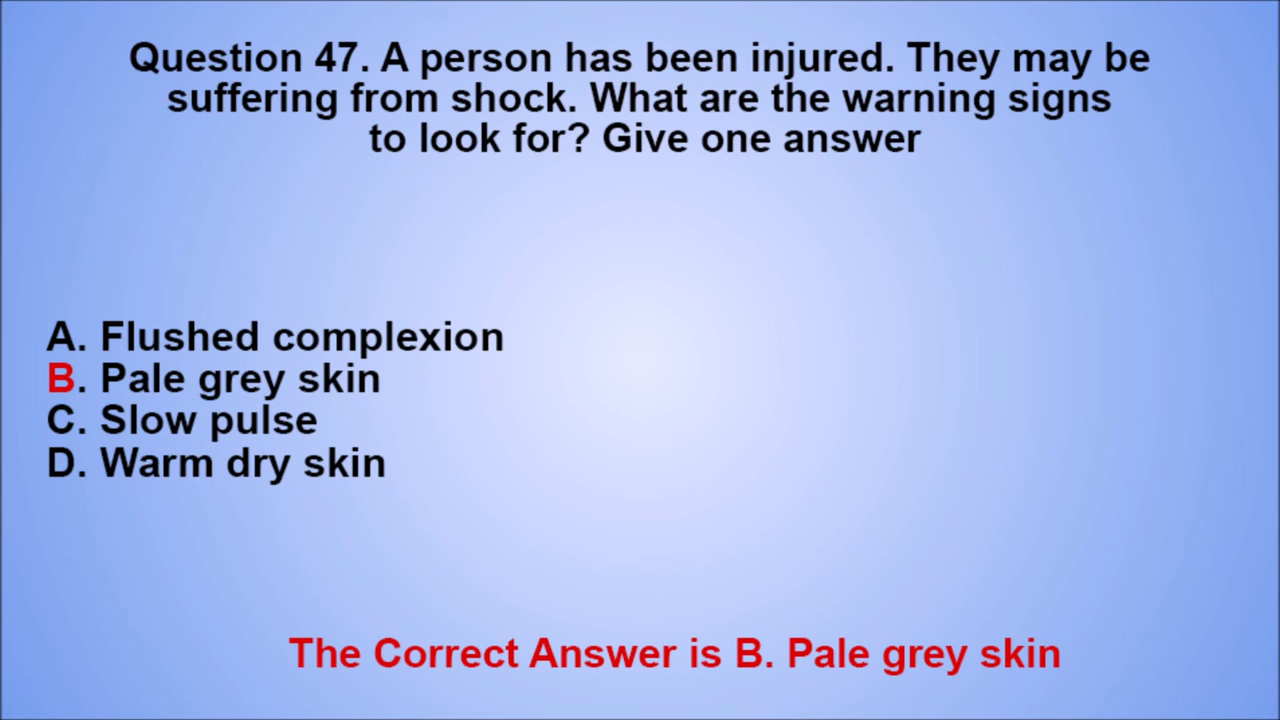 Question 47. A person has been injured. They may be
suffering from shock. What are the warning signs
to look for? Give one answer
A. Flushed complexion
B. Pale grey skin
C. Slow pulse
D. Warm dry skin
The Correct Answer is B. Pale grey skin